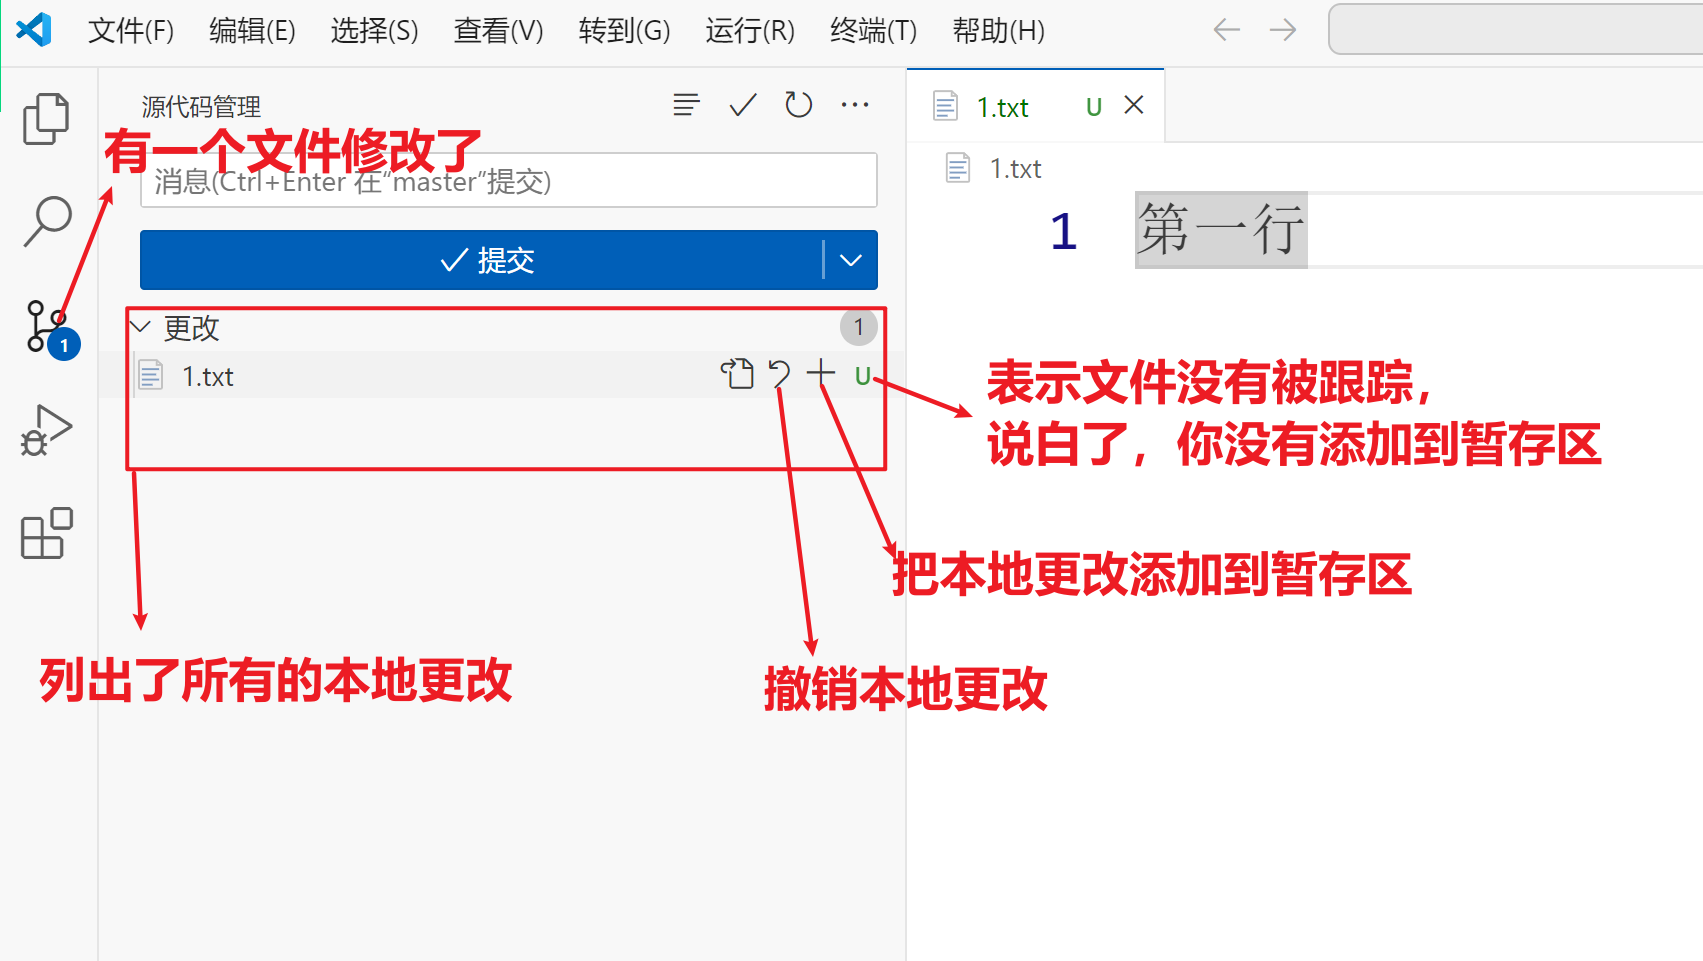 文件(F) 编辑(E) 选择(S) 查看(V) 转到(G) 运行(R) 终端(T) 帮助(H)
源代码管理
有一个文件修改了
消息(Ctrl+Enter 在“master”提交)
提交
更改 1
1.txt U
1
1.txt U
1.txt
1 第一行
表示文件没有被跟踪，
说白了，你没有添加到暂存区
把本地更改添加到暂存区
撤销本地更改
列出了所有的本地更改